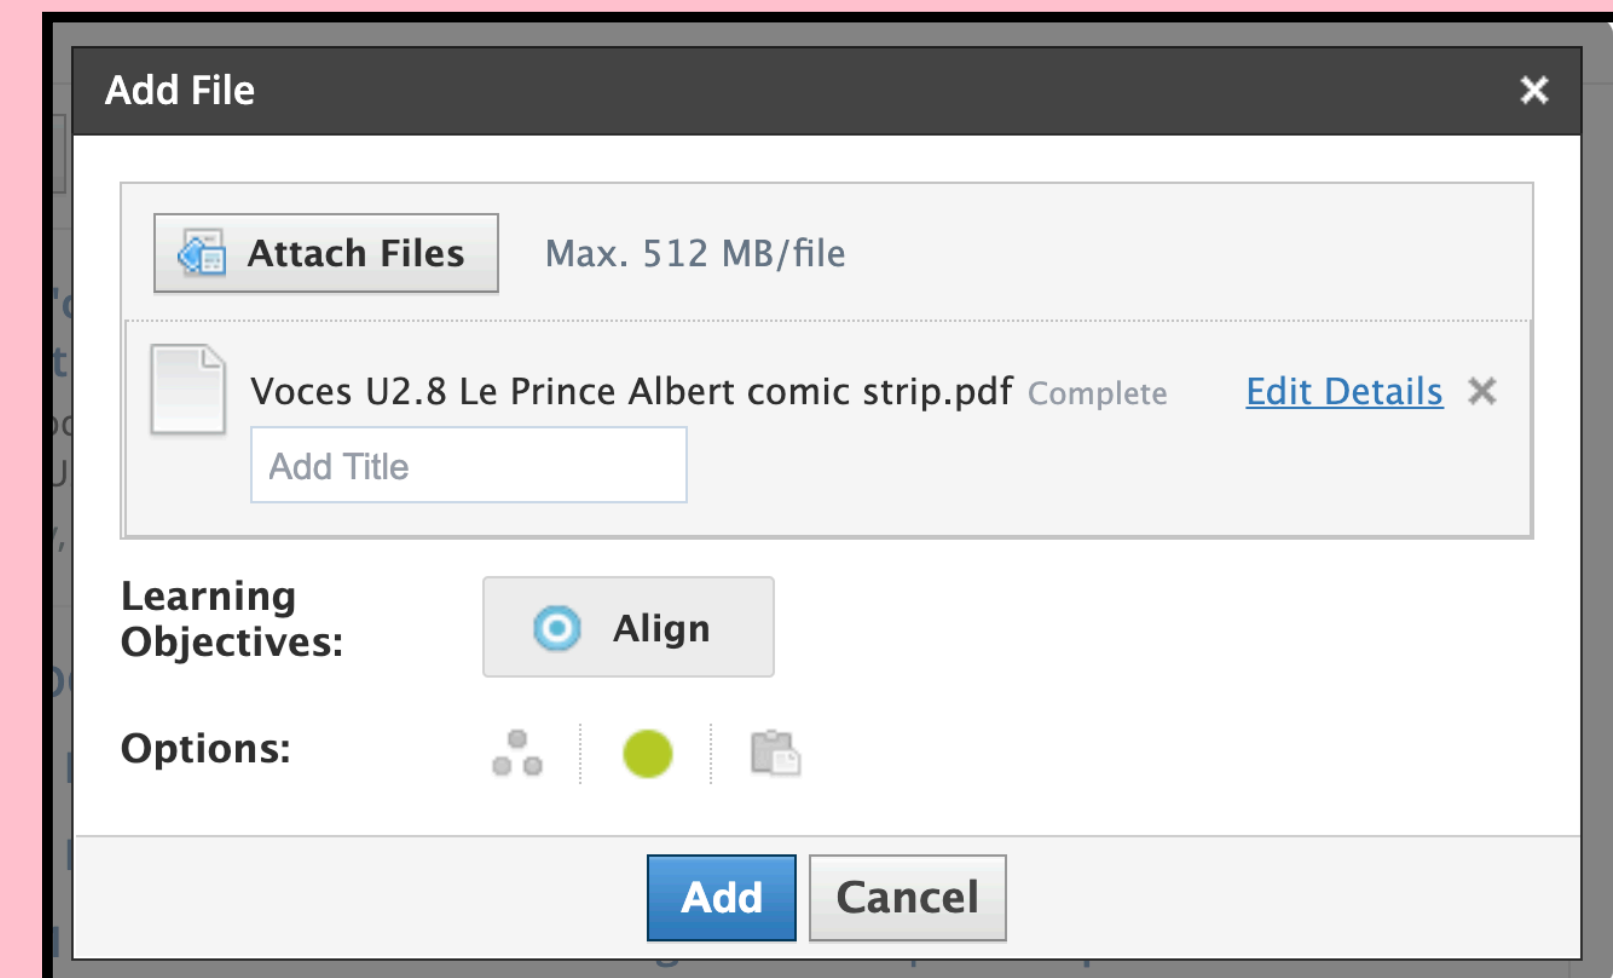 Add File
Attach Files Max. 512 MB/file
Voces U2.8 Le Prince Albert comic strip.pdf Complete Edit Details
Add Title
Learning
Objectives:
Align
Options:
Add Cancel